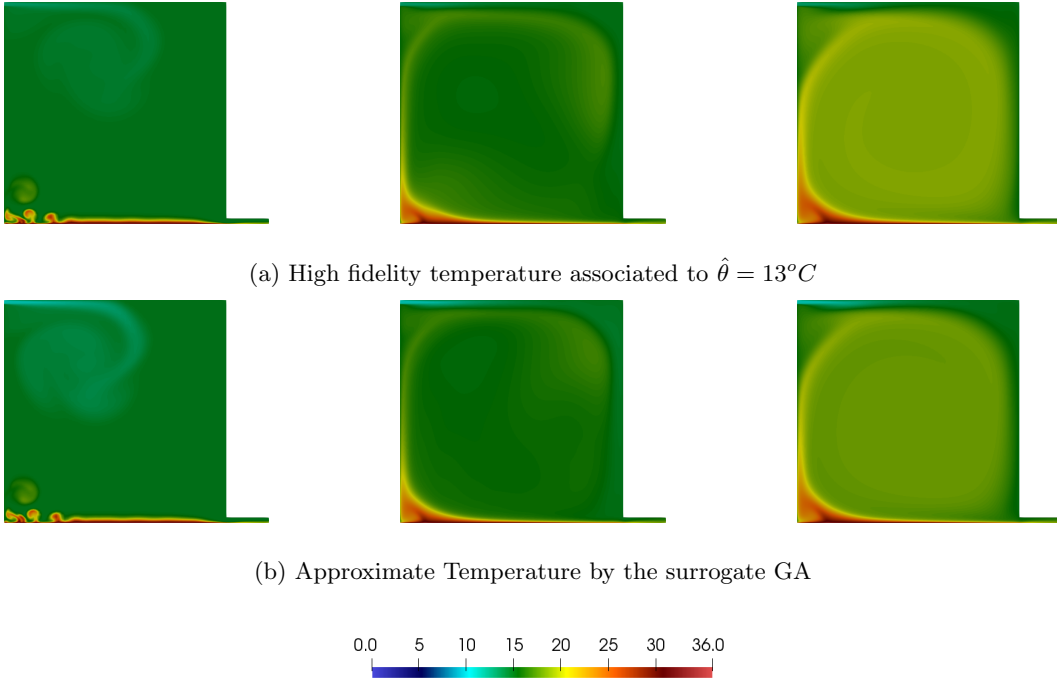 (a) High fidelity temperature associated to θ̂ = 13°C
(b) Approximate Temperature by the surrogate GA
0.0 5 10 15 20 25 30 36.0